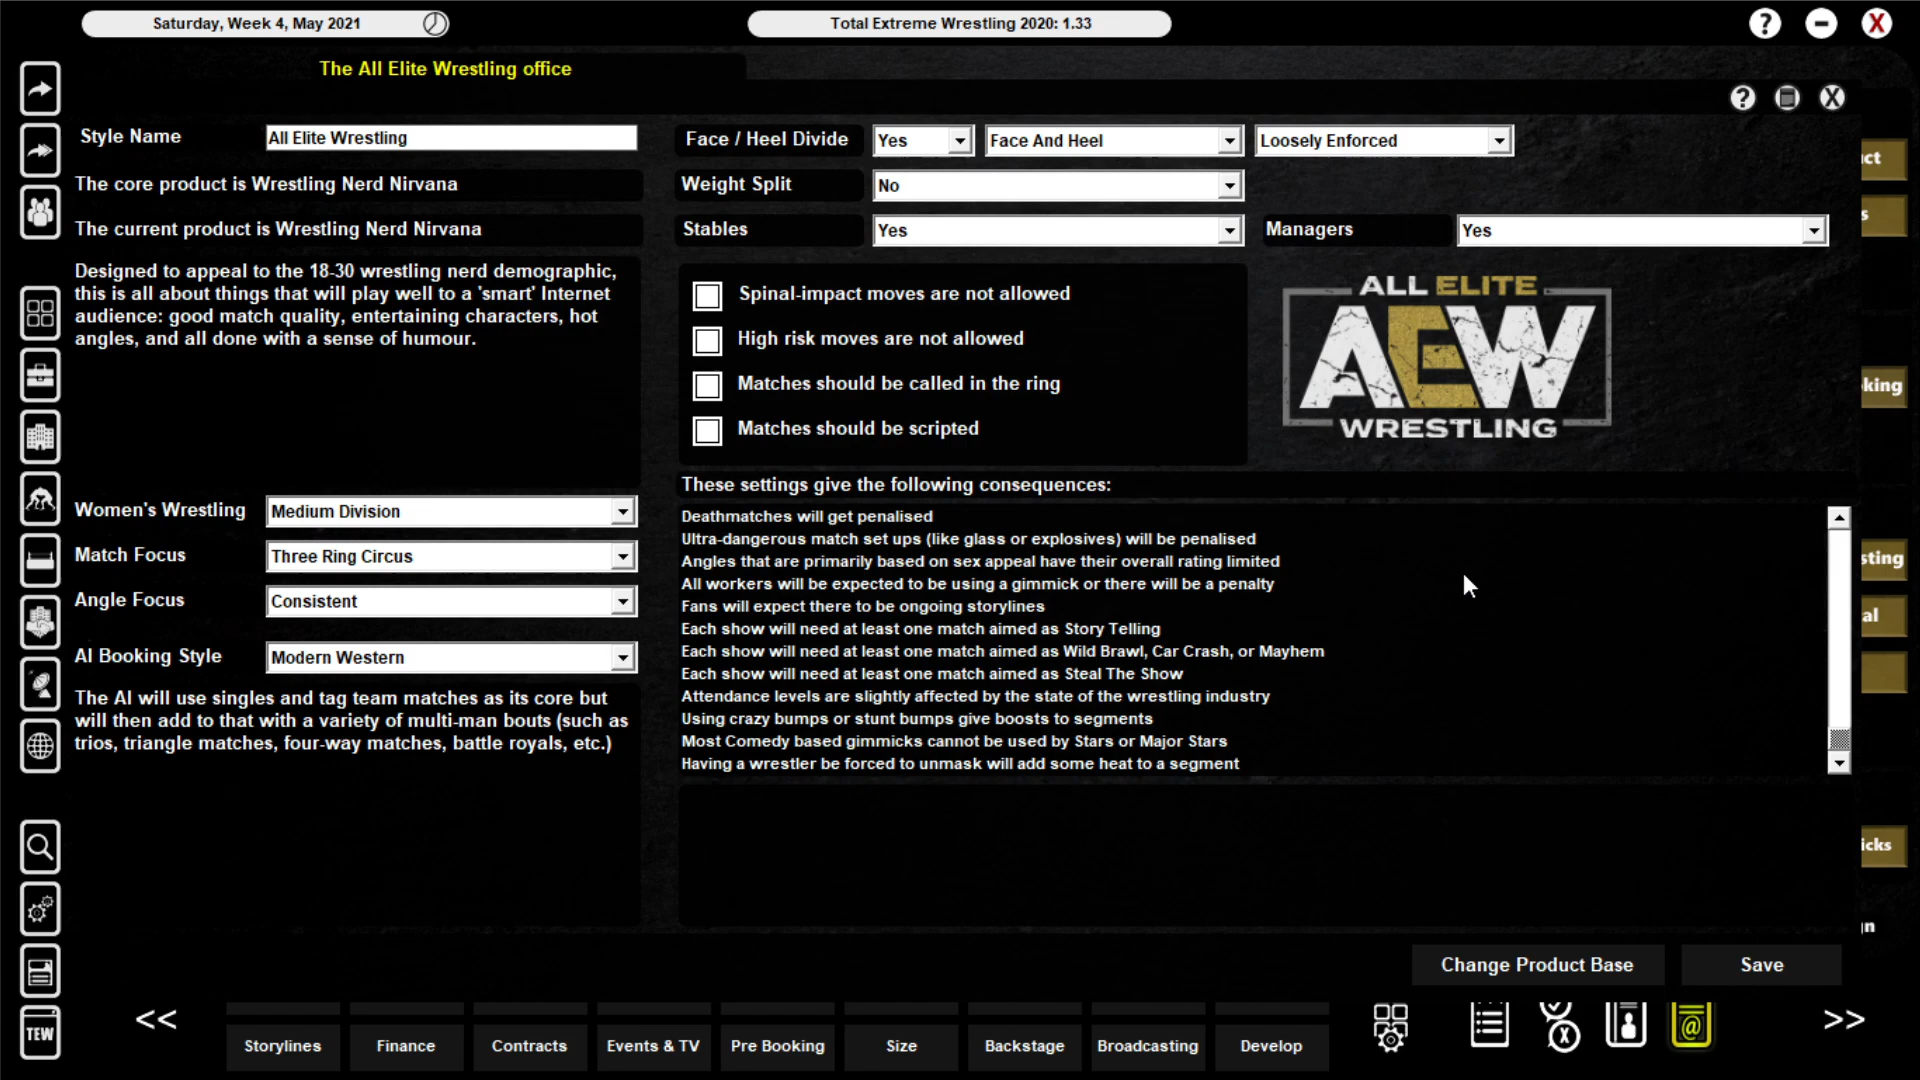 Saturday, Week 4, May 2021
Total Extreme Wrestling 2020: 1.33
The All Elite Wrestling office
Style Name
All Elite Wrestling
The core product is Wrestling Nerd Nirvana
The current product is Wrestling Nerd Nirvana
Designed to appeal to the 18-30 wrestling nerd demographic,
this is all about things that will play well to a 'smart' Internet
audience: good match quality, entertaining characters, hot
angles, and all done with a sense of humour.
Women's Wrestling
Medium Division
Match Focus
Three Ring Circus
Angle Focus
Consistent
AI Booking Style
Modern Western
The AI will use singles and tag team matches as its core but
will then add to that with a variety of multi-man bouts (such as
trios, triangle matches, four-way matches, battle royals, etc.)
Face / Heel Divide
Yes
Face And Heel
Loosely Enforced
Weight Split
No
Stables
Yes
Managers
Yes
Spinal-impact moves are not allowed
High risk moves are not allowed
Matches should be called in the ring
Matches should be scripted
ALL ELITE
AEW
WRESTLING
These settings give the following consequences:
Deathmatches will get penalised
Ultra-dangerous match set ups (like glass or explosives) will be penalised
Angles that are primarily based on sex appeal have their overall rating limited
All workers will be expected to be using a gimmick or there will be a penalty
Fans will expect there to be ongoing storylines
Each show will need at least one match aimed as Story Telling
Each show will need at least one match aimed as Wild Brawl, Car Crash, or Mayhem
Each show will need at least one match aimed as Steal The Show
Attendance levels are slightly affected by the state of the wrestling industry
Using crazy bumps or stunt bumps give boosts to segments
Most Comedy based gimmicks cannot be used by Stars or Major Stars
Having a wrestler be forced to unmask will add some heat to a segment
Change Product Base
Save
TEW
<<
Storylines
Finance
Contracts
Events & TV
Pre Booking
Size
Backstage
Broadcasting
Develop
>>